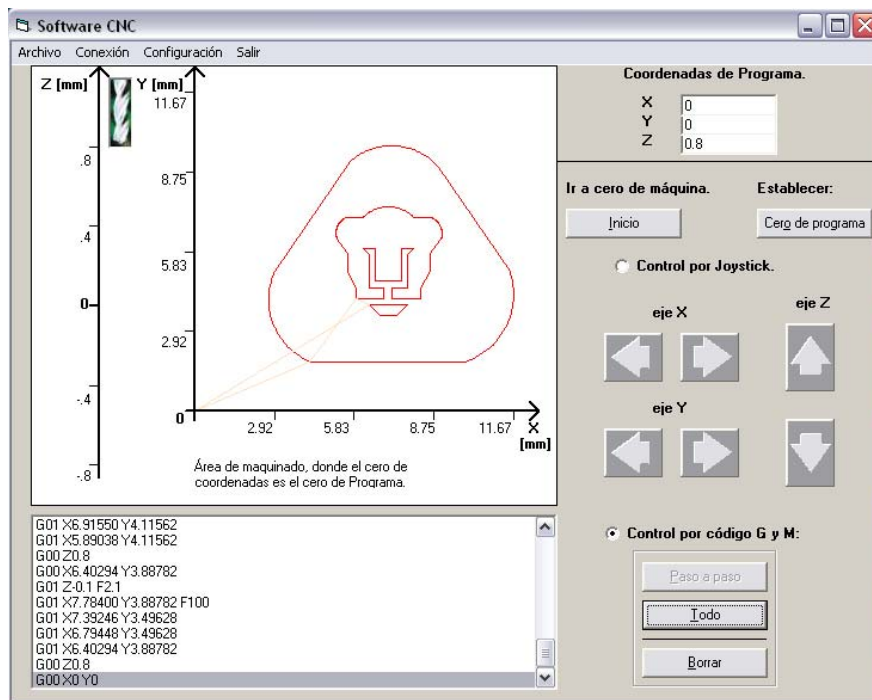 Software CNC
Archivo Conexión Configuración Salir
Z [mm]
Y [mm]
11.67
8.75
5.83
2.92
0
.8
.4
0
-.4
-.8
2.92 5.83 8.75 11.67 X
[mm]
Área de maquinado, donde el cero de
coordenadas es el cero de Programa.
Coordenadas de Programa.
X 0
Y 0
Z 0.8
Ir a cero de máquina. Establecer:
Inicio Cero de programa
Control por Joystick.
eje X eje Z
eje Y
G01 X6.91550 Y4.11562
G01 X5.89038 Y4.11562
G00 Z0.8
G00 X6.40294 Y3.88782
G01 Z-0.1 F2.1
G01 X7.78400 Y3.88782 F100
G01 X7.39246 Y3.49628
G01 X6.79448 Y3.49628
G01 X6.40294 Y3.88782
G00 Z0.8
G00 X0 Y0
Control por código G y M:
Paso a paso
Todo
Borrar